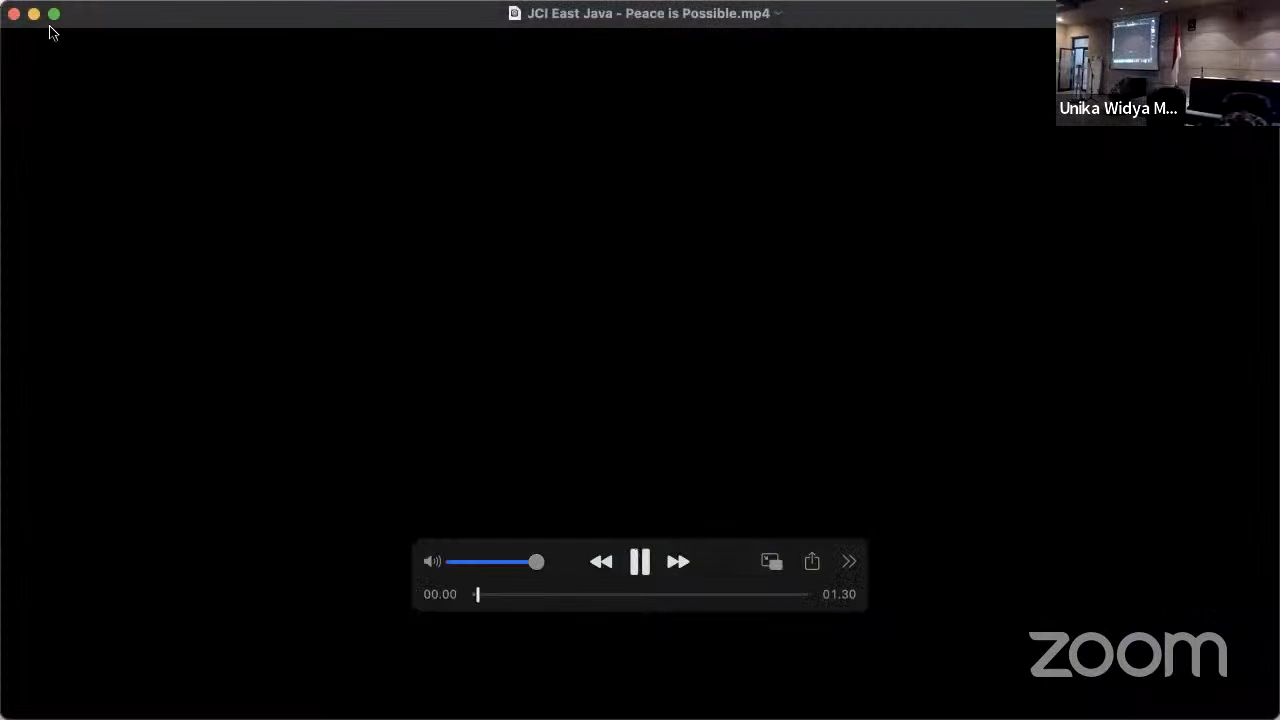 JCI East Java - Peace is Possible.mp4
Unika Widya M...
00.00
01.30
zoom